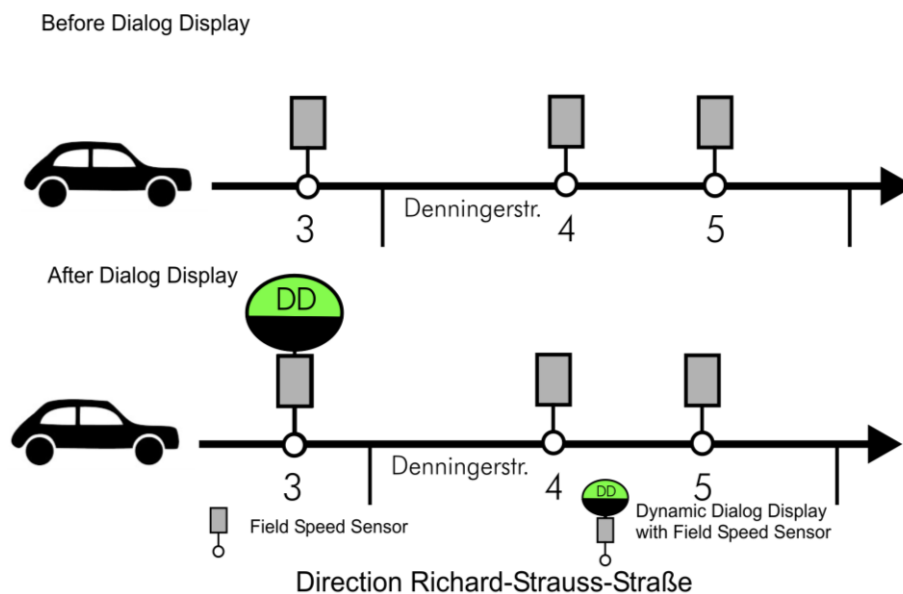 Before Dialog Display
Denningerstr.
3
4
5
After Dialog Display
DD
Denningerstr.
3
4
5
Field Speed Sensor
DD
Dynamic Dialog Display
with Field Speed Sensor
Direction Richard-Strauss-Straße